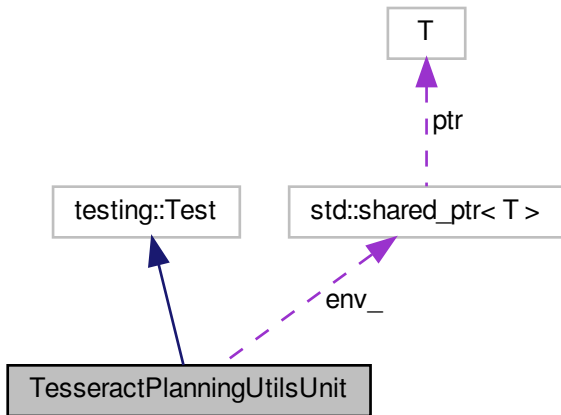 T
ptr
testing::Test
std::shared_ptr< T >
env_
TesseractPlanningUtilsUnit